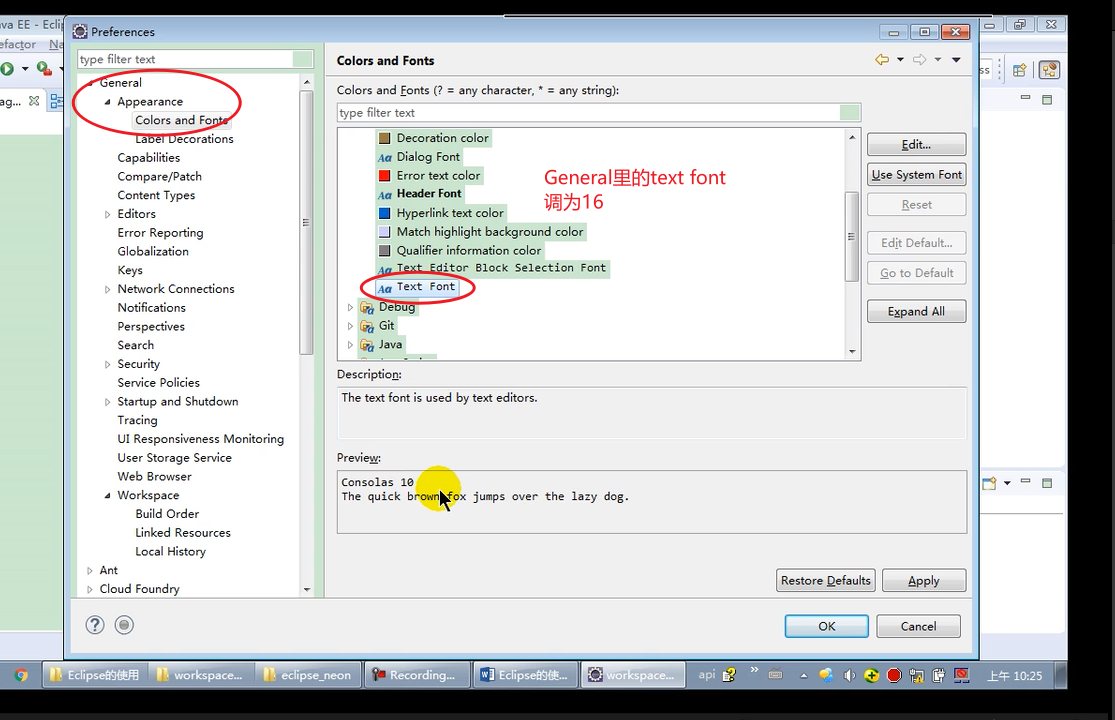 ava EE - Eclip
efactor Na
ag...
ss
Preferences
type filter text
General
Appearance
Colors and Fonts
Label Decorations
Capabilities
Compare/Patch
Content Types
Editors
Error Reporting
Globalization
Keys
Network Connections
Notifications
Perspectives
Search
Security
Service Policies
Startup and Shutdown
Tracing
UI Responsiveness Monitoring
User Storage Service
Web Browser
Workspace
Build Order
Linked Resources
Local History
Ant
Cloud Foundry
Colors and Fonts
Colors and Fonts (? = any character, * = any string):
type filter text
Decoration color
Dialog Font
Error text color
Header Font
Hyperlink text color
Match highlight background color
Qualifier information color
Text Editor Block Selection Font
Text Font
Debug
Git
Java
General里的text font
调为16
Edit...
Use System Font
Reset
Edit Default...
Go to Default
Expand All
Description:
The text font is used by text editors.
Preview:
Consolas 10
The quick brown fox jumps over the lazy dog.
Restore Defaults
Apply
OK
Cancel
Eclipse的使用
workspace...
eclipse_neon
Recording...
Eclipse的使...
workspace...
api
上午 10:25